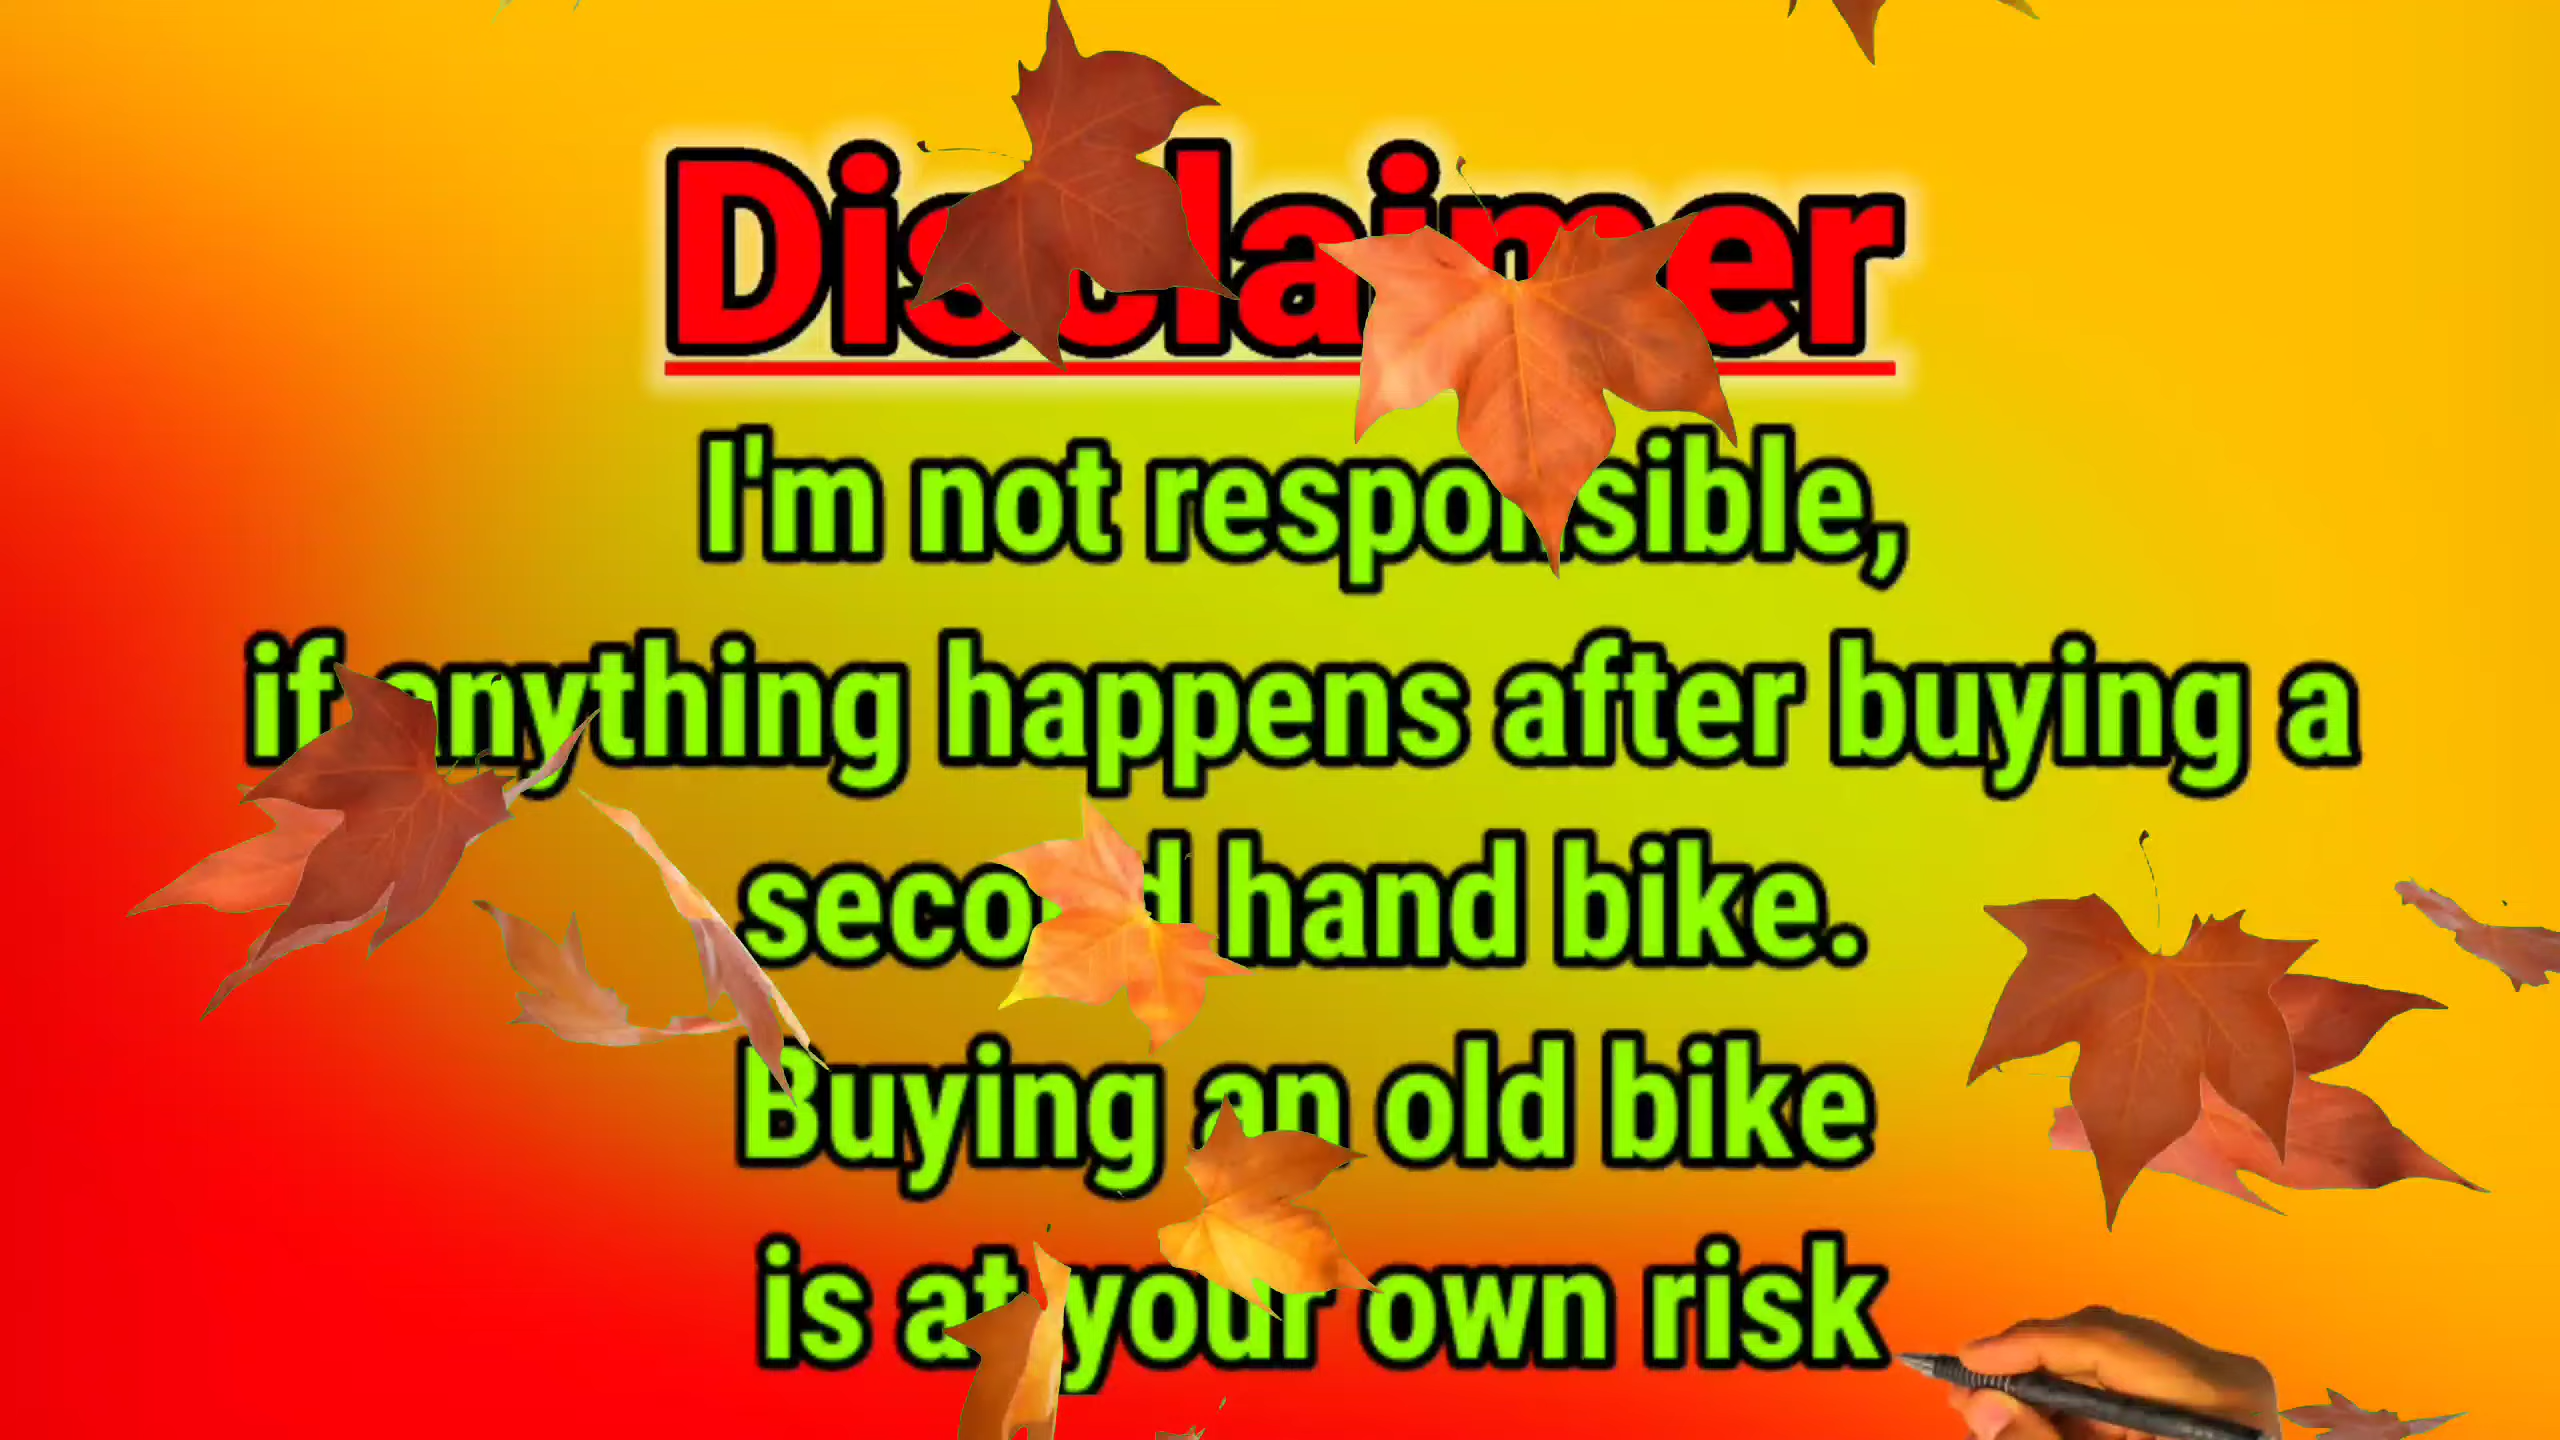 Disclaimer
I'm not responsible,
if anything happens after buying a
second hand bike.
Buying an old bike
is at your own risk